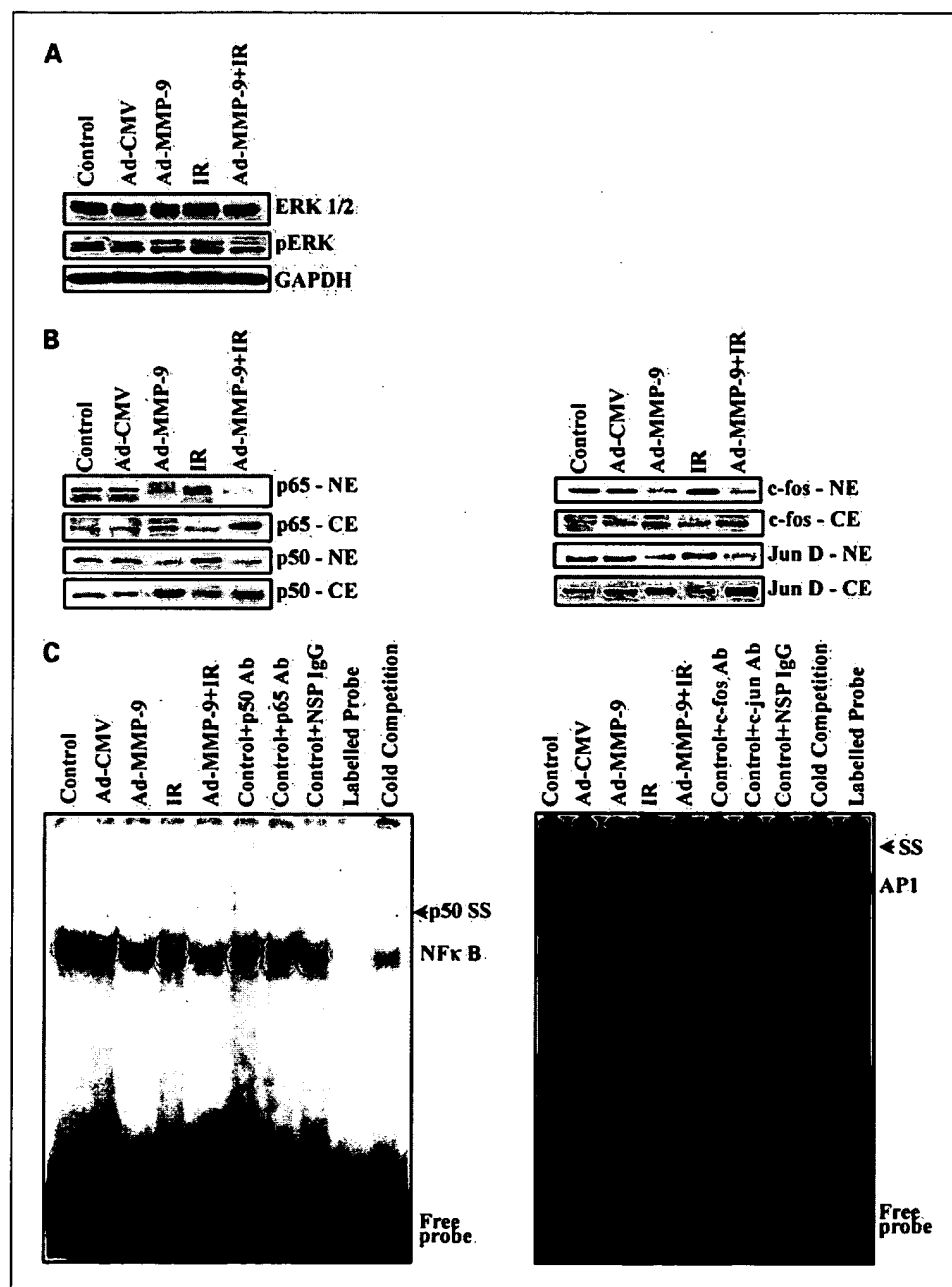 A
Control
Ad-CMV
Ad-MMP-9
IR
Ad-MMP-9+IR
ERK 1/2
pERK
GAPDH
B
Control
Ad-CMV
Ad-MMP-9
IR
Ad-MMP-9+IR
p65 - NE
p65 - CE
p50 - NE
p50 - CE
Control
Ad-CMV
Ad-MMP-9
IR
Ad-MMP-9+IR
c-fos - NE
c-fos - CE
Jun D - NE
Jun D - CE
C
Control
Ad-CMV
Ad-MMP-9
IR
Ad-MMP-9+IR
Control+p50 Ab
Control+p65 Ab
Control+NSP IgG
Labelled Probe
Cold Competition
p50 SS
NFκ B
Free
probe
Control
Ad-CMV
Ad-MMP-9
IR
Ad-MMP-9+IR
Control+c-fos Ab
Control+c-jun Ab
Control+NSP IgG
Cold Competition
Labelled Probe
SS
AP1
Free
probe